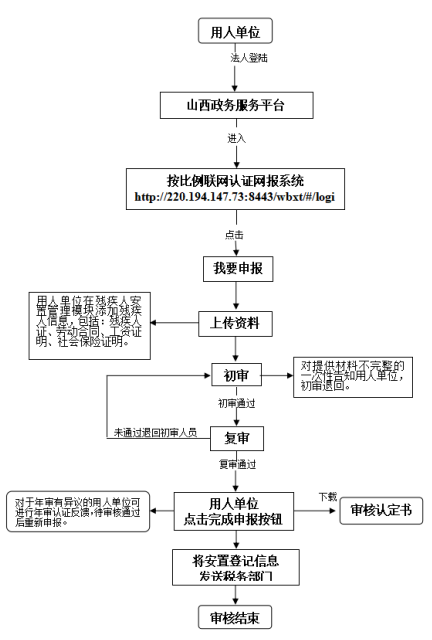 用人单位
法人登陆
山西政务服务平台
进入
按比例联网认证网报系统
http://220.194.147.73:8443/wbxt/#/logi
点击
我要申报
用人单位在残疾人安
置管理模块添加残疾
人信息，包括：残疾人
证、劳动合同、工资证
明、社会保险证明。
上传资料
初审
对提供材料不完整的
一次性告知用人单位，
初审退回。
初审通过
未通过退回初审人员
复审
复审通过
对于年审有异议的用人单位可
进行年审认证反馈，待审核通过
后重新申报。
用人单位
点击完成申报按钮
下载
审核认定书
将安置登记信息
发送税务部门
审核结束